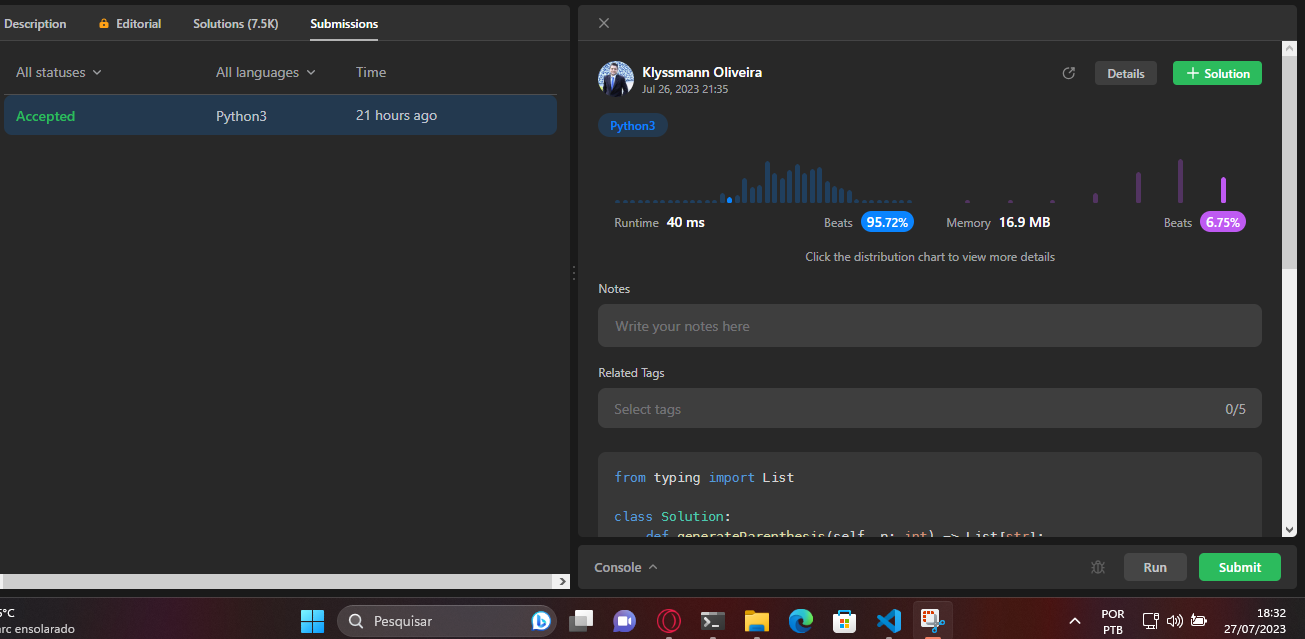 Description Editorial Solutions (7.5K) Submissions
All statuses All languages Time
Accepted Python3 21 hours ago
Klyssmann Oliveira
Jul 26, 2023 21:35
Details
Solution
Python3
Runtime 40 ms Beats 95.72% Memory 16.9 MB Beats 6.75%
Click the distribution chart to view more details
Notes
Write your notes here
Related Tags
Select tags 0/5
from typing import List
class Solution:
def generateParenthesis(self, n: int) -> List[str]:
Console Run Submit
°C
ensolarado
Pesquisar
POR
PTB
18:32
27/07/2023